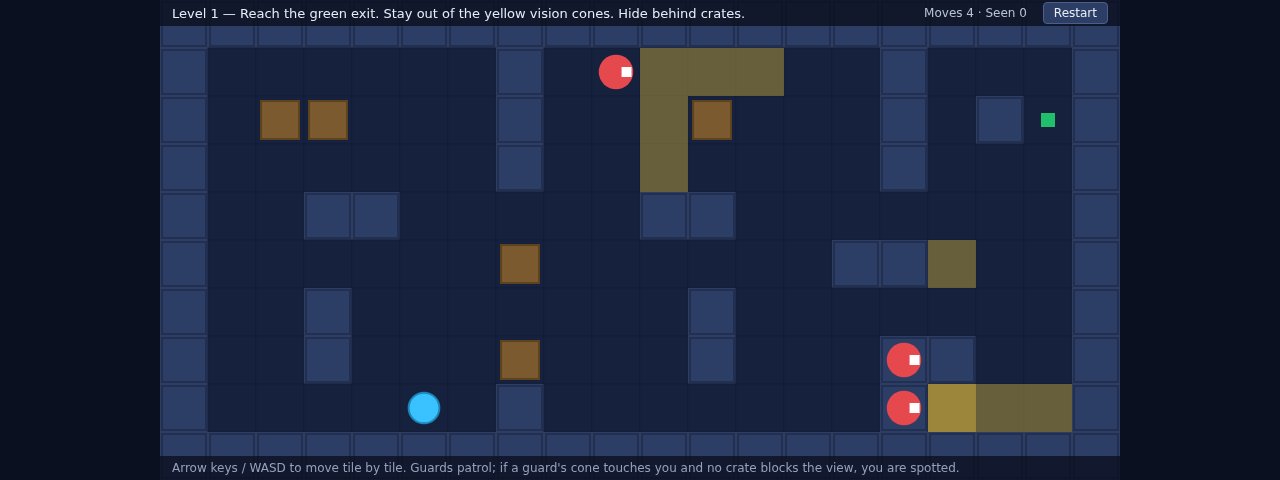 Level 1 — Reach the green exit. Stay out of the yellow vision cones. Hide behind crates.
Moves 4 · Seen 0
Restart
Arrow keys / WASD to move tile by tile. Guards patrol; if a guard's cone touches you and no crate blocks the view, you are spotted.